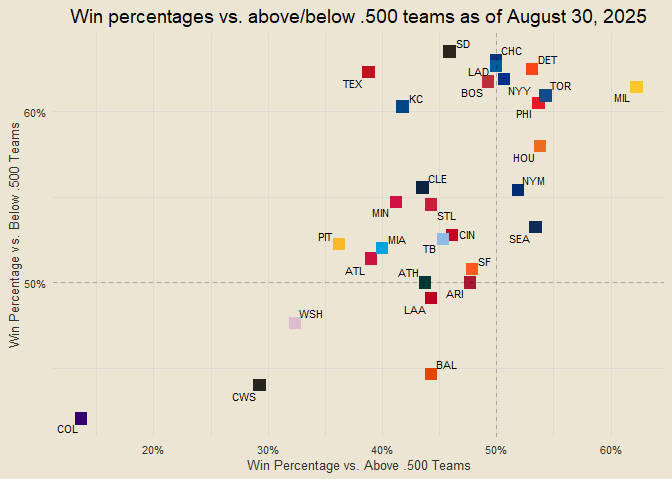 Win percentages vs. above/below .500 teams as of August 30, 2025
SD
CHC
DET
TEX
LAD
BOS
NYY
TOR
MIL
KC
PHI
60%
HOU
CLE
NYM
MIN
STL
PIT
MIA
CIN
TB
SEA
ATL
ATH
SF
50%
ARI
LAA
WSH
BAL
CWS
COL
20%
30%
40%
50%
60%
Win Percentage vs. Above .500 Teams
Win Percentage vs. Below .500 Teams